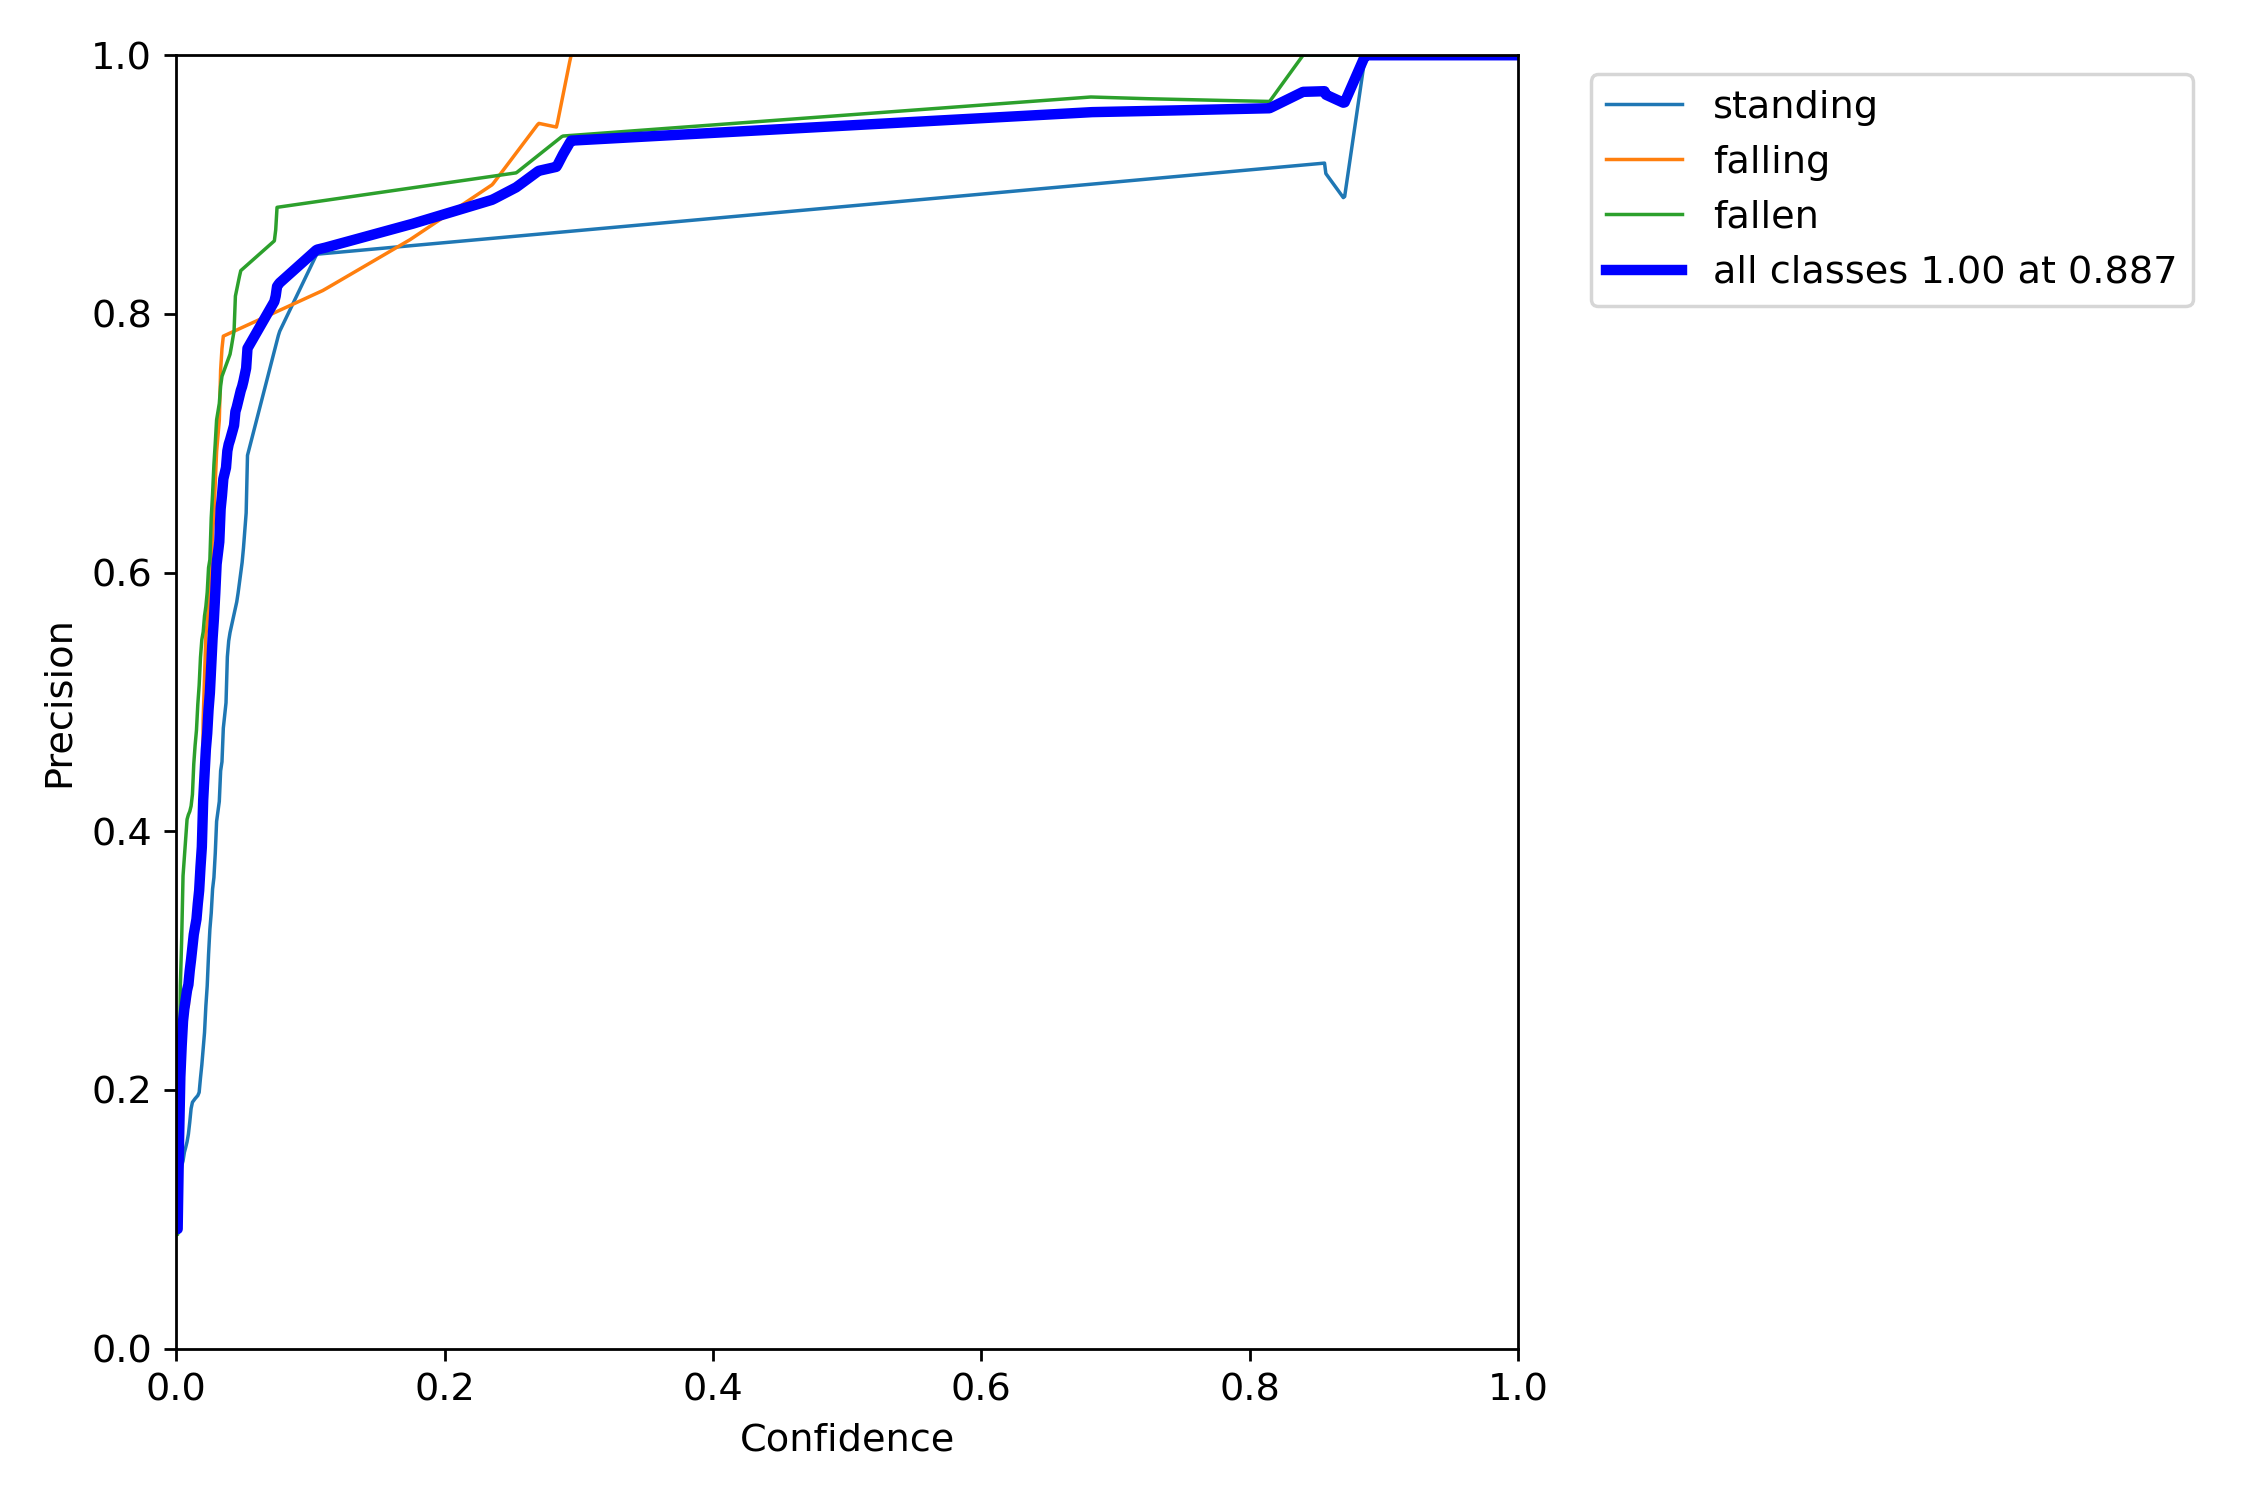 1.0
0.8
0.6
0.4
0.2
0.0
Precision
0.0 0.2 0.4 0.6 0.8 1.0
Confidence
standing
falling
fallen
all classes 1.00 at 0.887